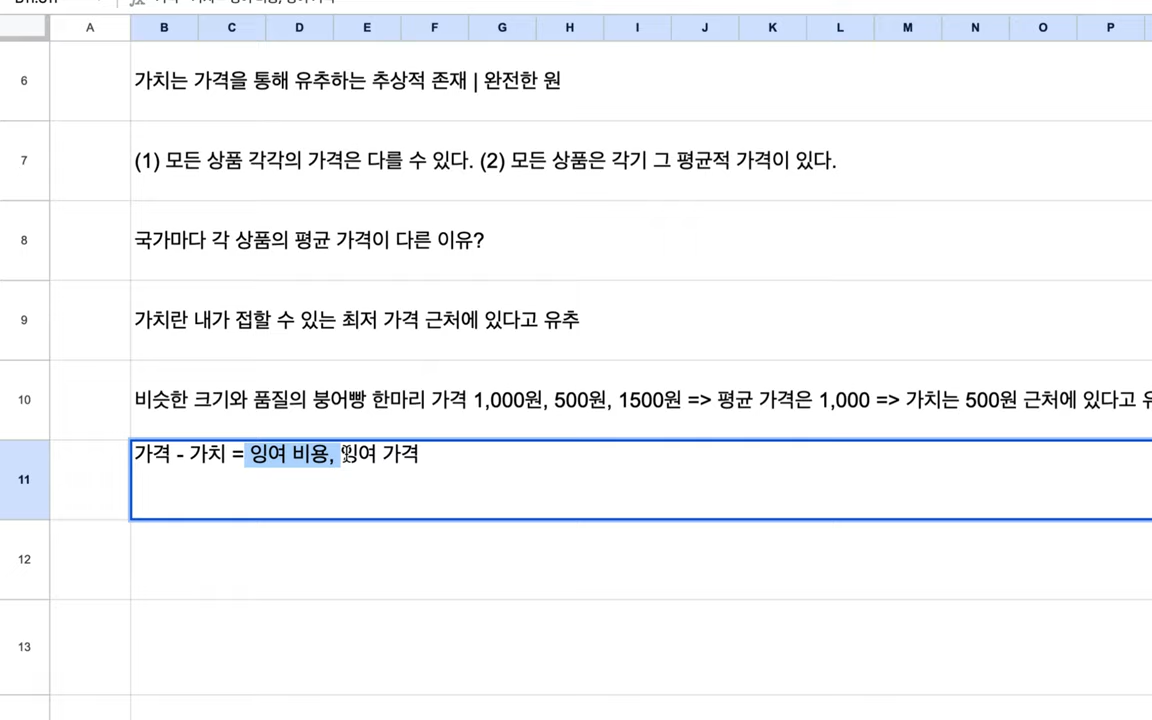 A B C D E F G H I J K L M N O P
6 가치는 가격을 통해 유추하는 추상적 존재 | 완전한 원
7 (1) 모든 상품 각각의 가격은 다를 수 있다. (2) 모든 상품은 각기 그 평균적 가격이 있다.
8 국가마다 각 상품의 평균 가격이 다른 이유?
9 가치란 내가 접할 수 있는 최저 가격 근처에 있다고 유추
10 비슷한 크기와 품질의 붕어빵 한마리 가격 1,000원, 500원, 1500원 => 평균 가격은 1,000 => 가치는 500원 근처에 있다고
11 가격 - 가치 = 잉여 비용, 잉여 가격
12
13